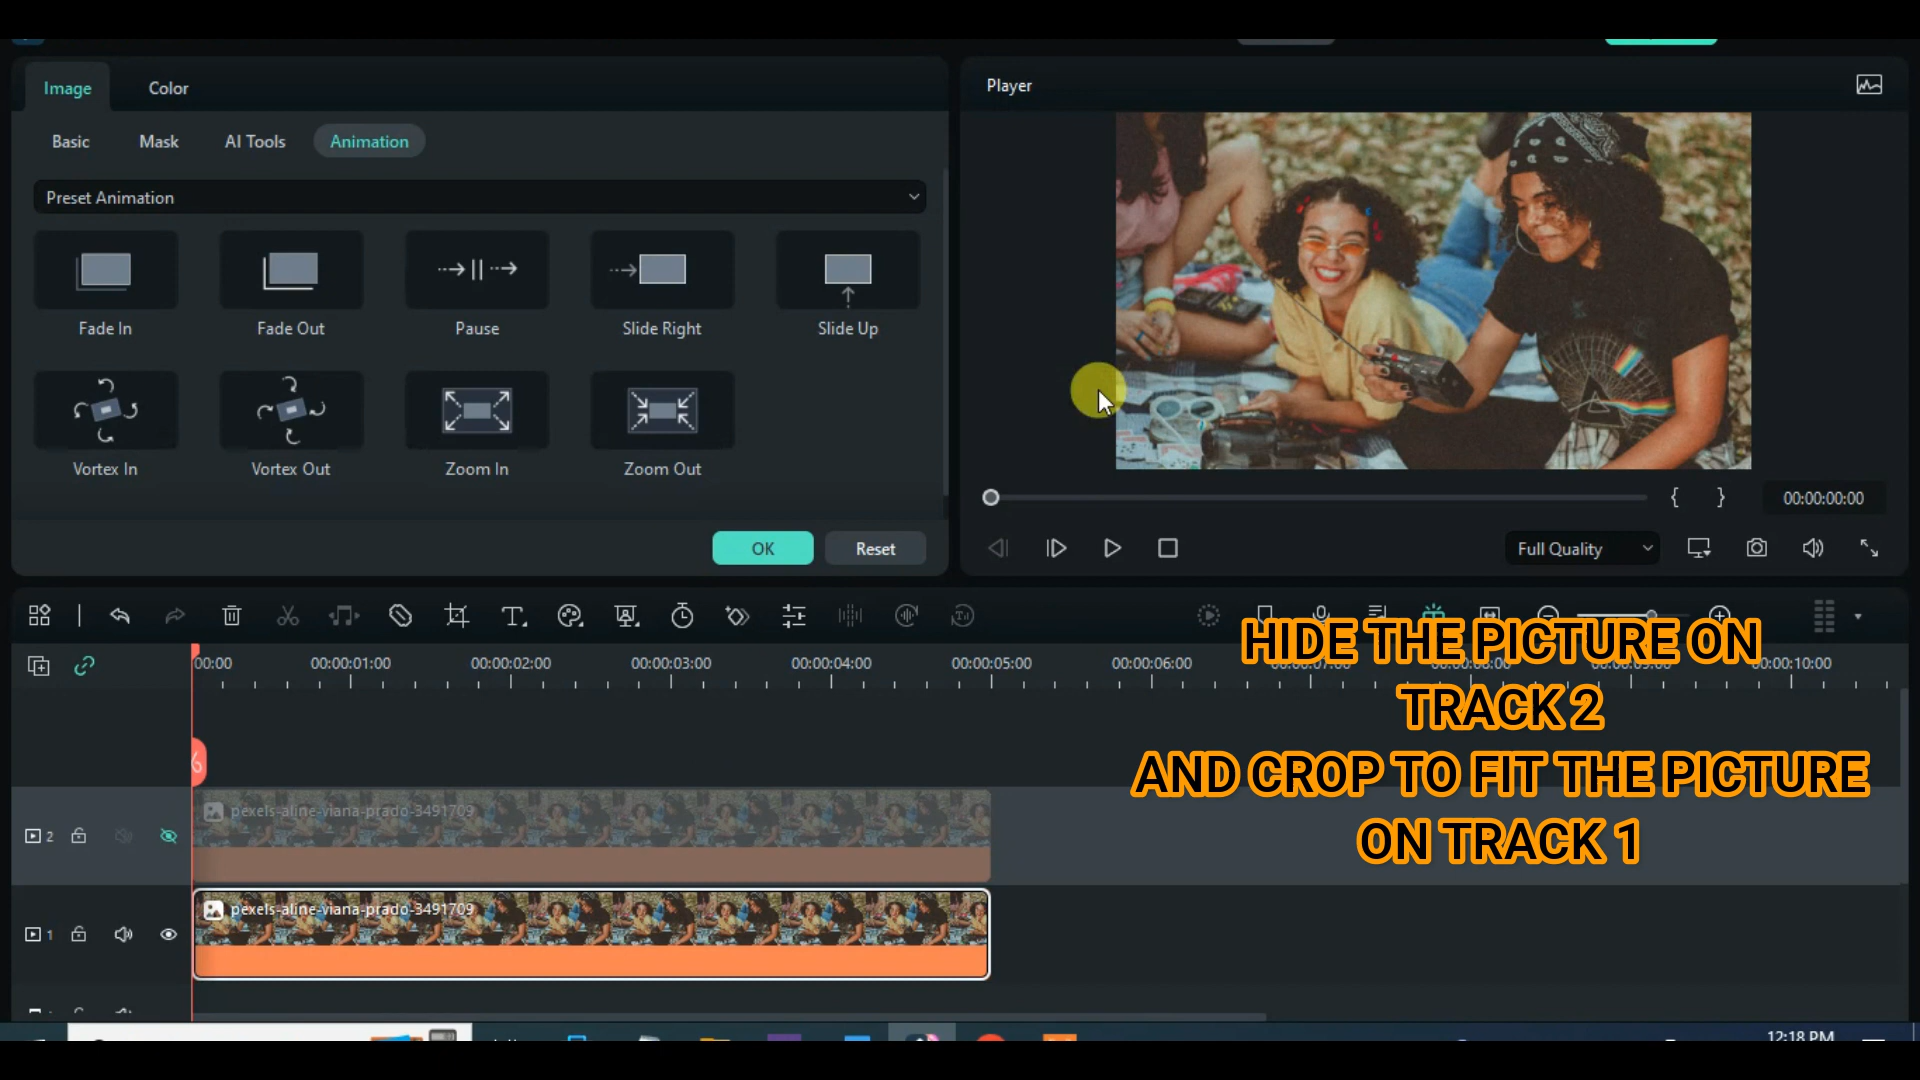 Image
Color
Player
Basic
Mask
AI Tools
Animation
Preset Animation
Fade In
Fade Out
Pause
Slide Right
Slide Up
Vortex In
Vortex Out
Zoom In
Zoom Out
{ }
00:00:00:00
OK
Reset
Full Quality
00:00
00:00:01:00
00:00:02:00
00:00:03:00
00:00:04:00
00:00:05:00
00:00:06:00
00:00:10:00
HIDE THE PICTURE ON
TRACK 2
AND CROP TO FIT THE PICTURE
ON TRACK 1
2
pexels-aline-viana-prado-3491709
1
pexels-aline-viana-prado-3491709
12:18 PM